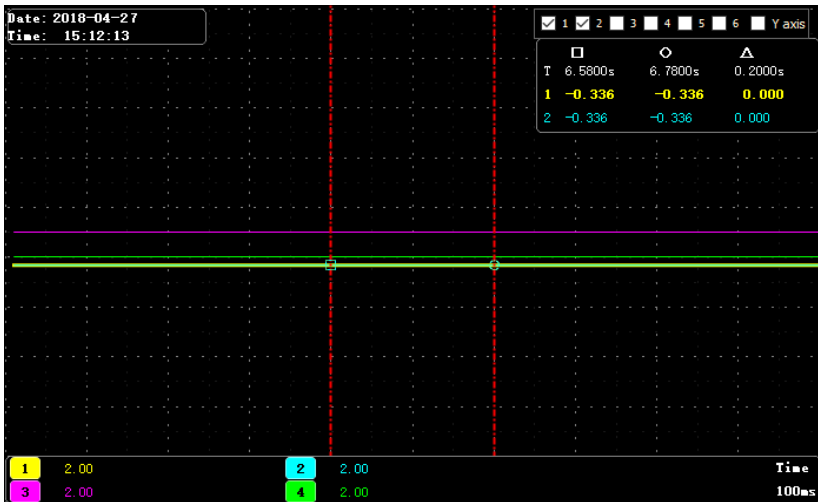 Date: 2018-04-27
Time: 15:12:13
1 2 3 4 5 6 Y axis
T 6.5800s 6.7800s 0.2000s
1 -0.336 -0.336 0.000
2 -0.336 -0.336 0.000
1 2.00 2 2.00 Time
3 2.00 4 2.00 100ms